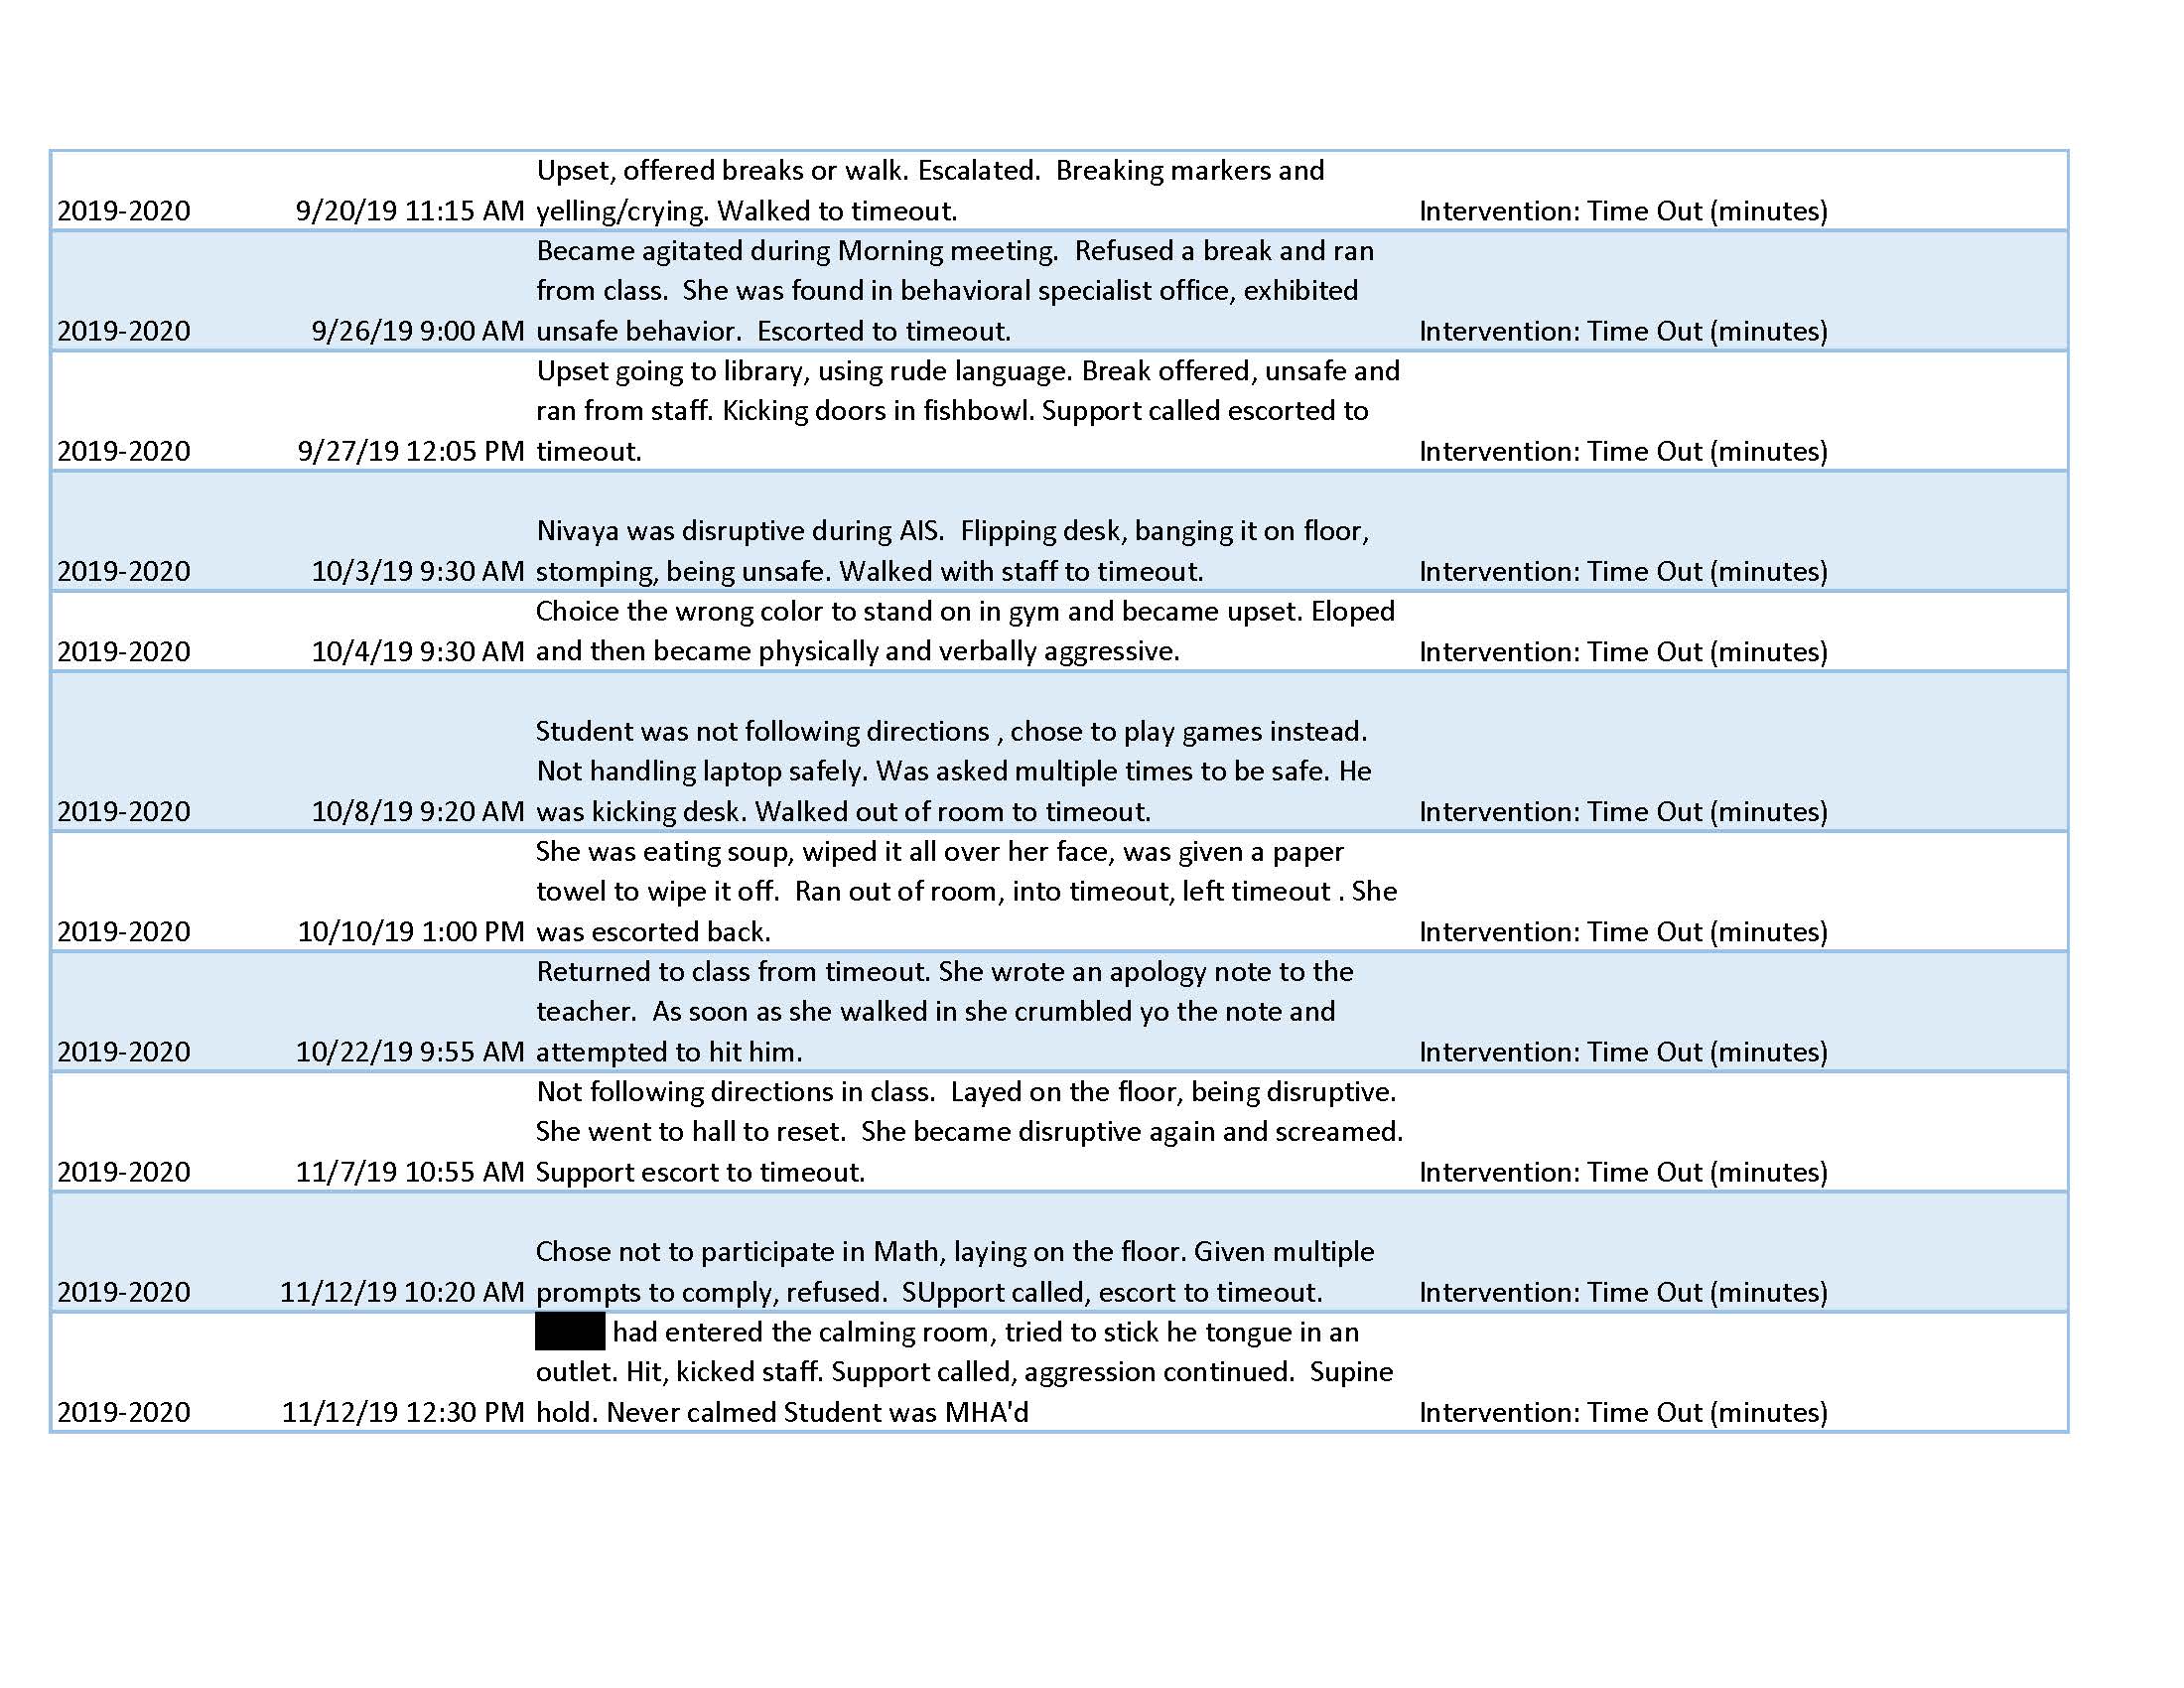 Upset, offered breaks or walk. Escalated.  Breaking markers and
2019-2020 9/20/19 11:15 AM yelling/crying. Walked to timeout. Intervention: Time Out (minutes)
Became agitated during Morning meeting.  Refused a break and ran
from class.  She was found in behavioral specialist office, exhibited
2019-2020 9/26/19 9:00 AM unsafe behavior.  Escorted to timeout. Intervention: Time Out (minutes)
Upset going to library, using rude language. Break offered, unsafe and
ran from staff. Kicking doors in fishbowl. Support called escorted to
2019-2020 9/27/19 12:05 PM timeout. Intervention: Time Out (minutes)
Nivaya was disruptive during AIS.  Flipping desk, banging it on floor,
2019-2020 10/3/19 9:30 AM stomping, being unsafe. Walked with staff to timeout. Intervention: Time Out (minutes)
Choice the wrong color to stand on in gym and became upset. Eloped
2019-2020 10/4/19 9:30 AM and then became physically and verbally aggressive. Intervention: Time Out (minutes)
Student was not following directions , chose to play games instead.
Not handling laptop safely. Was asked multiple times to be safe. He
2019-2020 10/8/19 9:20 AM was kicking desk. Walked out of room to timeout. Intervention: Time Out (minutes)
She was eating soup, wiped it all over her face, was given a paper
towel to wipe it off.  Ran out of room, into timeout, left timeout . She
2019-2020 10/10/19 1:00 PM was escorted back. Intervention: Time Out (minutes)
Returned to class from timeout. She wrote an apology note to the
teacher.  As soon as she walked in she crumbled yo the note and
2019-2020 10/22/19 9:55 AM attempted to hit him. Intervention: Time Out (minutes)
Not following directions in class.  Layed on the floor, being disruptive.
She went to hall to reset.  She became disruptive again and screamed.
2019-2020 11/7/19 10:55 AM Support escort to timeout. Intervention: Time Out (minutes)
Chose not to participate in Math, laying on the floor. Given multiple
2019-2020 11/12/19 10:20 AM prompts to comply, refused.  SUpport called, escort to timeout. Intervention: Time Out (minutes)
had entered the calming room, tried to stick he tongue in an
outlet. Hit, kicked staff. Support called, aggression continued.  Supine
2019-2020 11/12/19 12:30 PM hold. Never calmed Student was MHA'd Intervention: Time Out (minutes)